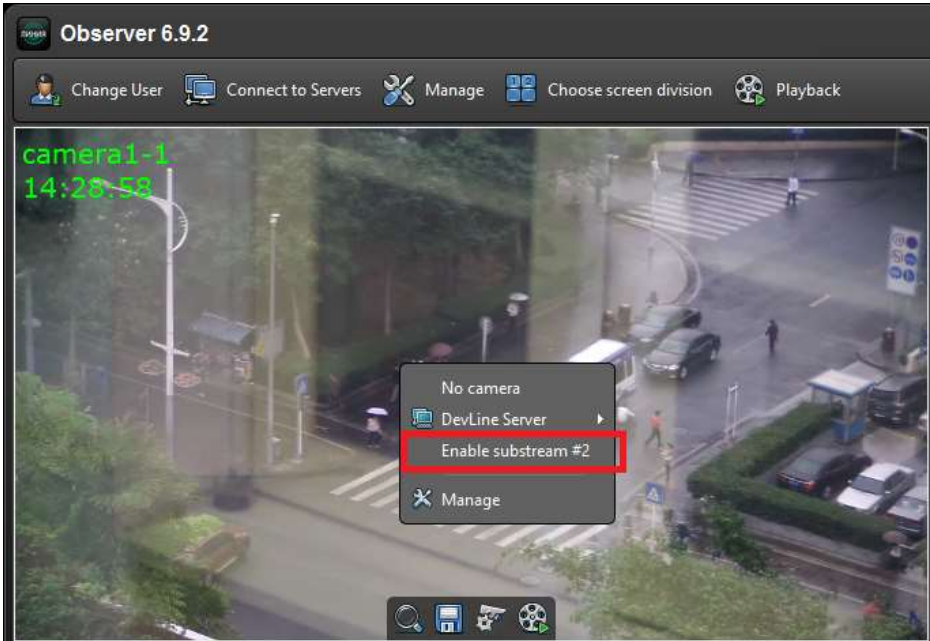 Observer 6.9.2
Change User Connect to Servers Manage Choose screen division Playback
camera1-1
14:28:58
No camera
DevLine Server
Enable substream #2
Manage